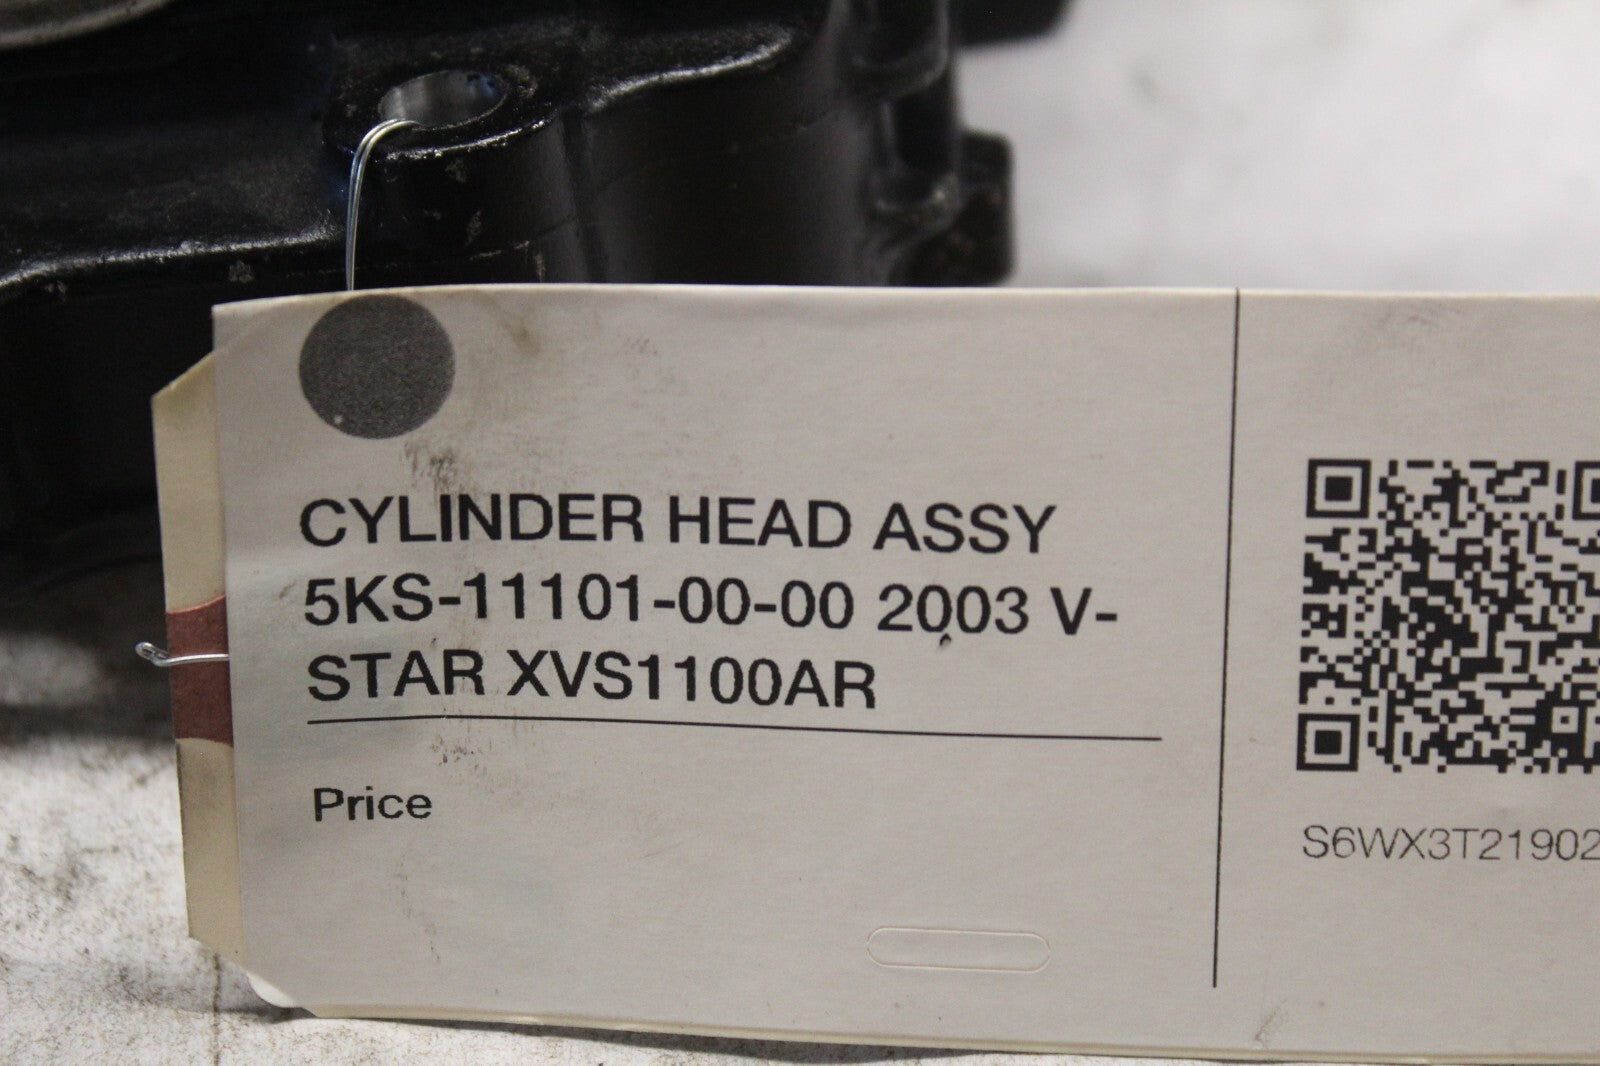 CYLINDER HEAD ASSY
5KS-11101-00-00 2003 V-
STAR XVS1100AR
Price
S6WX3T21902